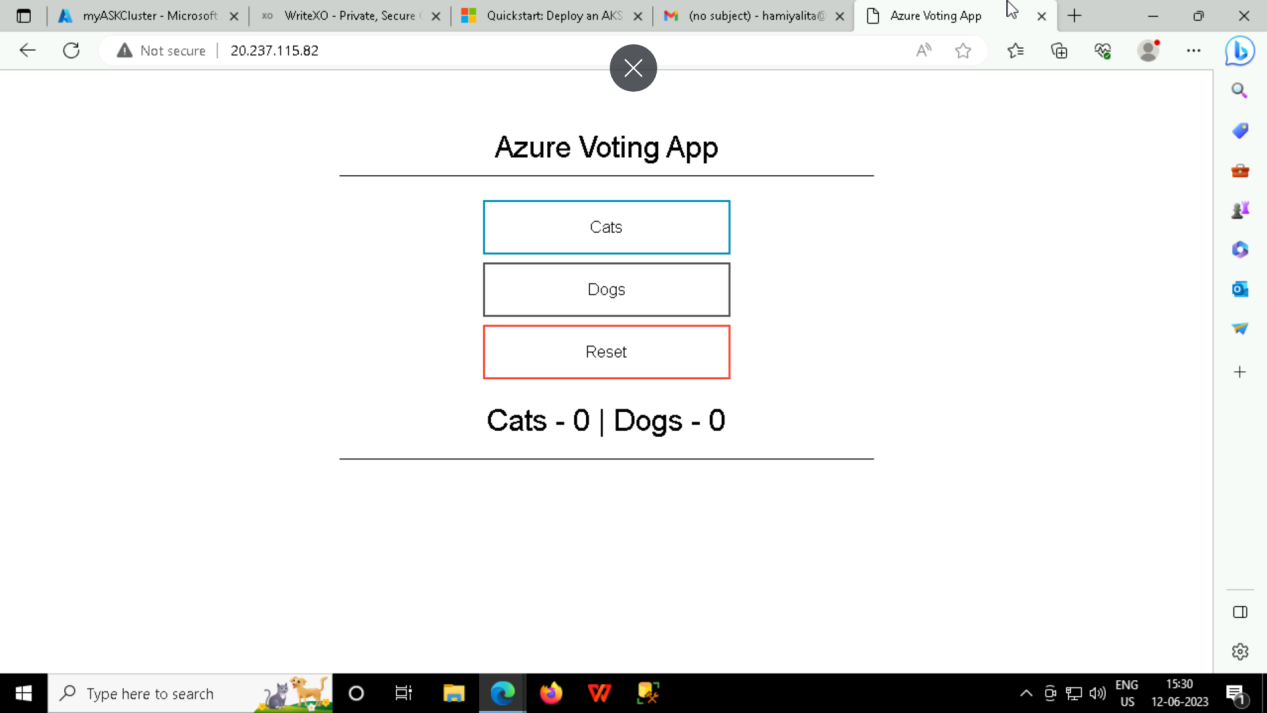 myASKCluster - Microsoft
XO WriteXO - Private, Secure
Quickstart: Deploy an AKS
(no subject) - hamiyalita@
Azure Voting App
Not secure
20.237.115.82
Azure Voting App
Cats
Dogs
Reset
Cats - 0 | Dogs - 0
Type here to search
ENG
US
15:30
12-06-2023
1